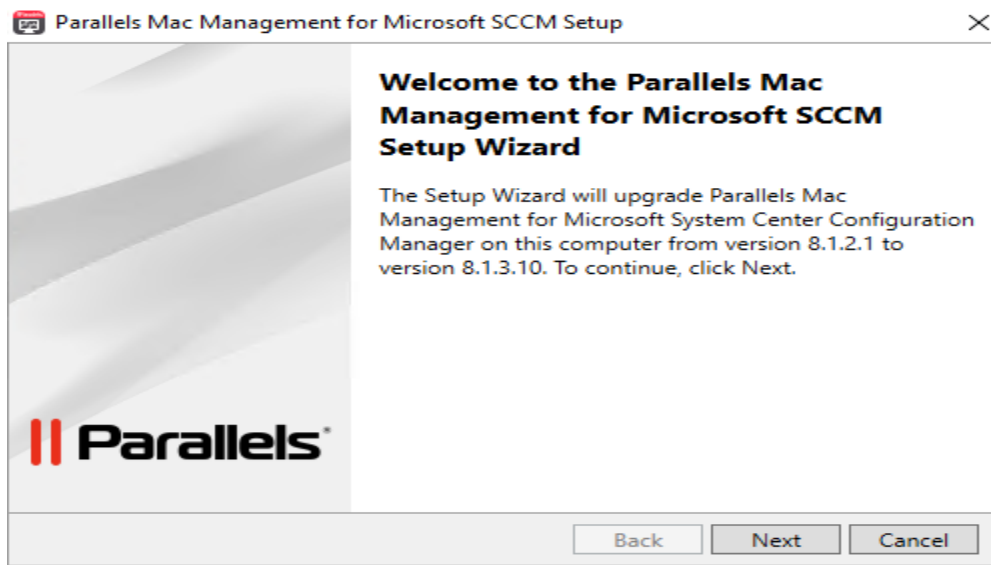 Parallels Mac Management for Microsoft SCCM Setup
Welcome to the Parallels Mac
Management for Microsoft SCCM
Setup Wizard
The Setup Wizard will upgrade Parallels Mac
Management for Microsoft System Center Configuration
Manager on this computer from version 8.1.2.1 to
version 8.1.3.10. To continue, click Next.
Parallels®
Back Next Cancel